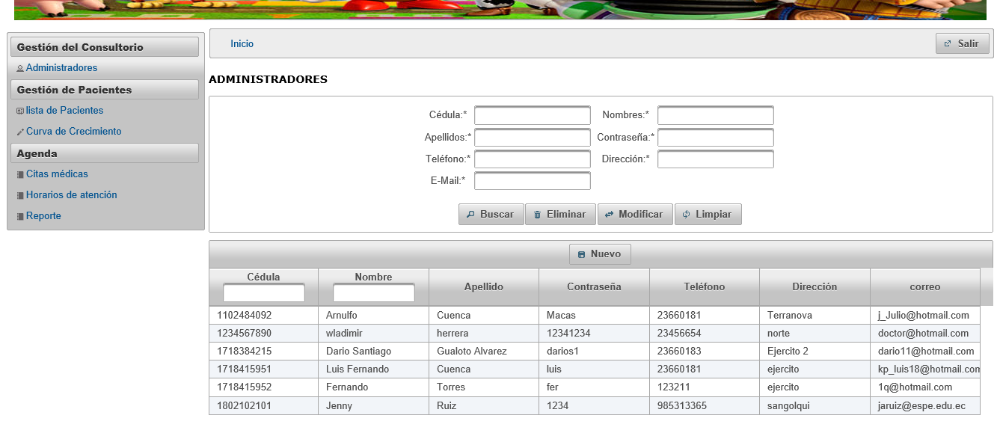 Gestión del Consultorio
Administradores
Gestión de Pacientes
lista de Pacientes
Curva de Crecimiento
Agenda
Citas médicas
Horarios de atención
Reporte
Inicio
Salir
ADMINISTRADORES
Cédula:* Nombres:*
Apellidos:* Contraseña:*
Teléfono:* Dirección:*
E-Mail:*
Buscar Eliminar Modificar Limpiar
Nuevo
Cédula Nombre Apellido Contraseña Teléfono Dirección correo
1102484092 Arnulfo Cuenca Macas 23660181 Terranova j_Julio@hotmail.com
1234567890 wladimir herrera 12341234 23456654 norte doctor@hotmail.com
1718384215 Dario Santiago Gualoto Alvarez darios1 23660183 Ejercito 2 dario11@hotmail.com
1718415951 Luis Fernando Cuenca luis 23660181 ejercito kp_luis18@hotmail.com
1718415952 Fernando Torres fer 123211 ejercito 1q@hotmail.com
1802102101 Jenny Ruiz 1234 985313365 sangolqui jaruiz@espe.edu.ec